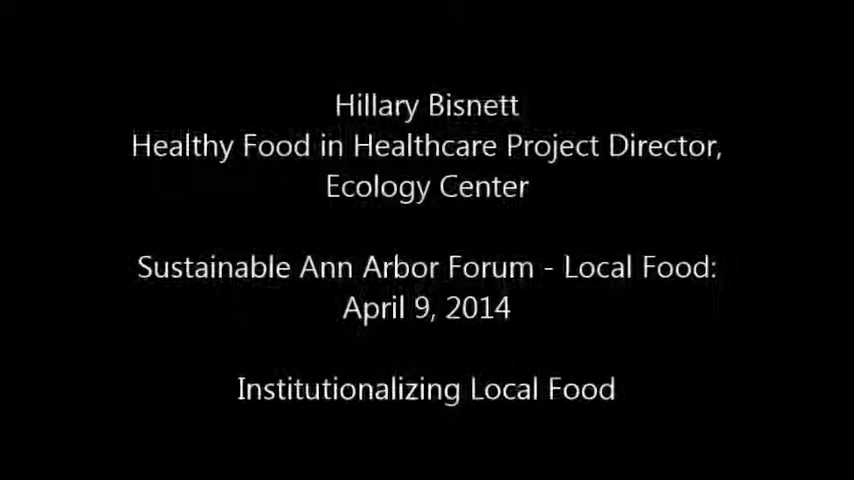 Hillary Bisnett
Healthy Food in Healthcare Project Director,
Ecology Center
Sustainable Ann Arbor Forum - Local Food:
April 9, 2014
Institutionalizing Local Food